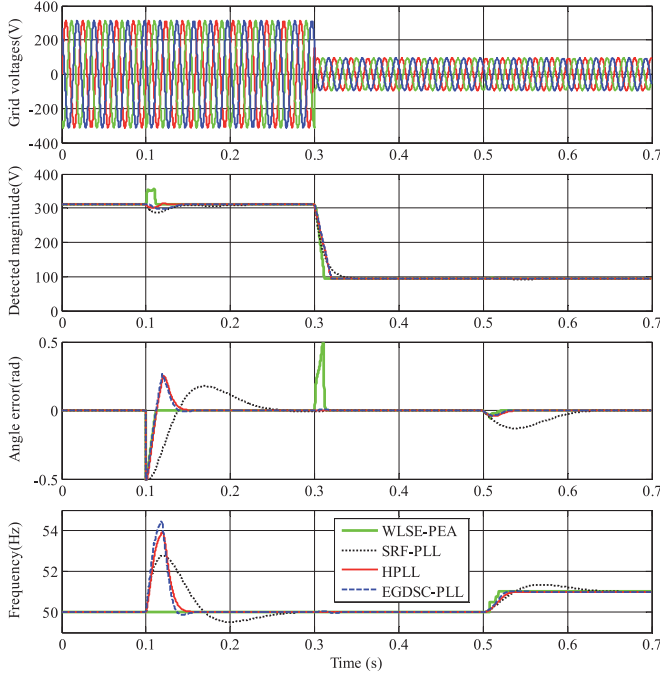 Grid voltages(V)
400
200
0
-200
-400
0 0.1 0.2 0.3 0.4 0.5 0.6 0.7
Detected magnitude(V)
400
300
200
100
0
0 0.1 0.2 0.3 0.4 0.5 0.6 0.7
Angle error(rad)
0.5
0
-0.5
0 0.1 0.2 0.3 0.4 0.5 0.6 0.7
Frequency(Hz)
54
52
50
WLSE-PEA
SRF-PLL
HPLL
EGDSC-PLL
0 0.1 0.2 0.3 0.4 0.5 0.6 0.7
Time (s)